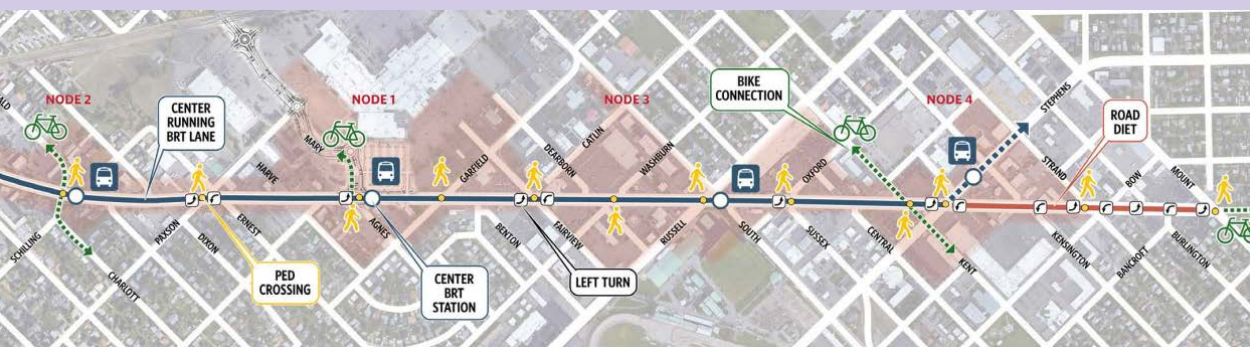 NODE 2
CENTER
RUNNING
BRT LANE
NODE 1
NODE 3
BIKE
CONNECTION
NODE 4
STEPHENS
ROAD
DIET
ALD
MARY
HARVE
GARFIELD
DEARBORN
CATLIN
WASHBURN
OXFORD
STRAND
BOW
MOUNT
SCHILLING
CHARLOTT
PAXSON
DIXON
ERNEST
AGNES
BENTON
FAIRVIEW
RUSSELL
SOUTH
SUSSEX
CENTRAL
KENT
KENSINGTON
BANCROFT
BURLINGTON
PED
CROSSING
CENTER
BRT
STATION
LEFT TURN